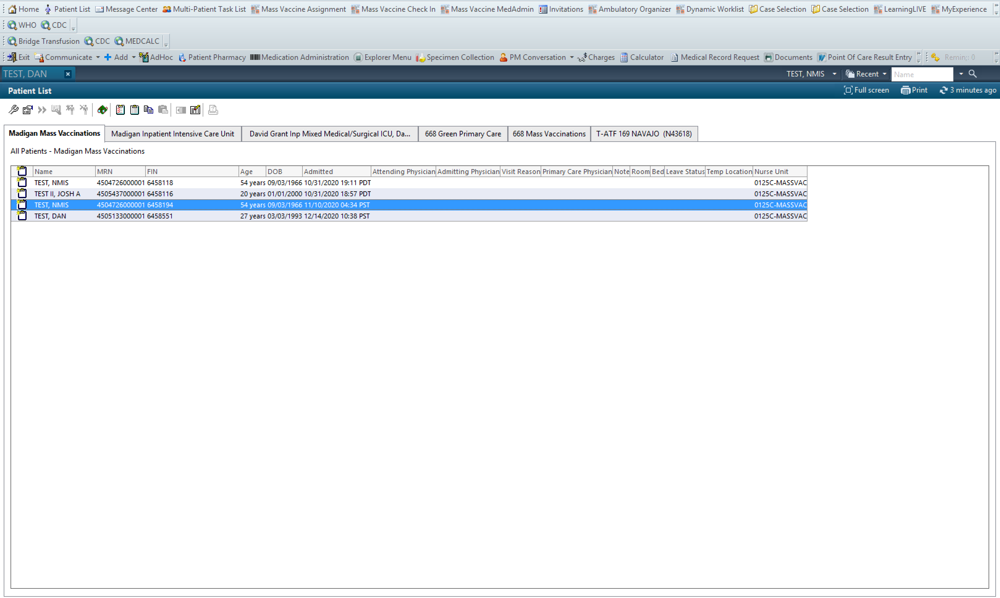 Home Patient List Message Center Multi-Patient Task List Mass Vaccine Assignment Mass Vaccine Check In Mass Vaccine MedAdmin Invitations Ambulatory Organizer Dynamic Worklist Case Selection Case Selection LearningLIVE MyExperience
WHO CDC
Bridge Transfusion CDC MEDCALC
Exit Communicate Add AdHoc Patient Pharmacy Medication Administration Explorer Menu Specimen Collection PM Conversation Charges Calculator Medical Record Request Documents Point Of Care Result Entry Remin;: 0
TEST, DAN TEST, NMIS Recent Name
Patient List Full screen Print 3 minutes ago
Madigan Mass Vaccinations Madigan Inpatient Intensive Care Unit David Grant Inp Mixed Medical/Surgical ICU, Da... 668 Green Primary Care 668 Mass Vaccinations T-ATF 169 NAVAJO (N43618)
All Patients - Madigan Mass Vaccinations
Name MRN FIN Age DOB Admitted Attending Physician Admitting Physician Visit Reason Primary Care Physician Note Room Bed Leave Status Temp Location Nurse Unit
TEST, NMIS 4504726000001 6458118 54 years 09/03/1966 10/31/2020 19:11 PDT 0125C-MASSVAC
TEST II, JOSH A 4505437000001 6458116 20 years 01/01/2000 10/31/2020 18:57 PDT 0125C-MASSVAC
TEST, NMIS 4504726000001 6458194 54 years 09/03/1966 11/10/2020 04:34 PST 0125C-MASSVAC
TEST, DAN 4505133000001 6458551 27 years 03/03/1993 12/14/2020 10:38 PST 0125C-MASSVAC